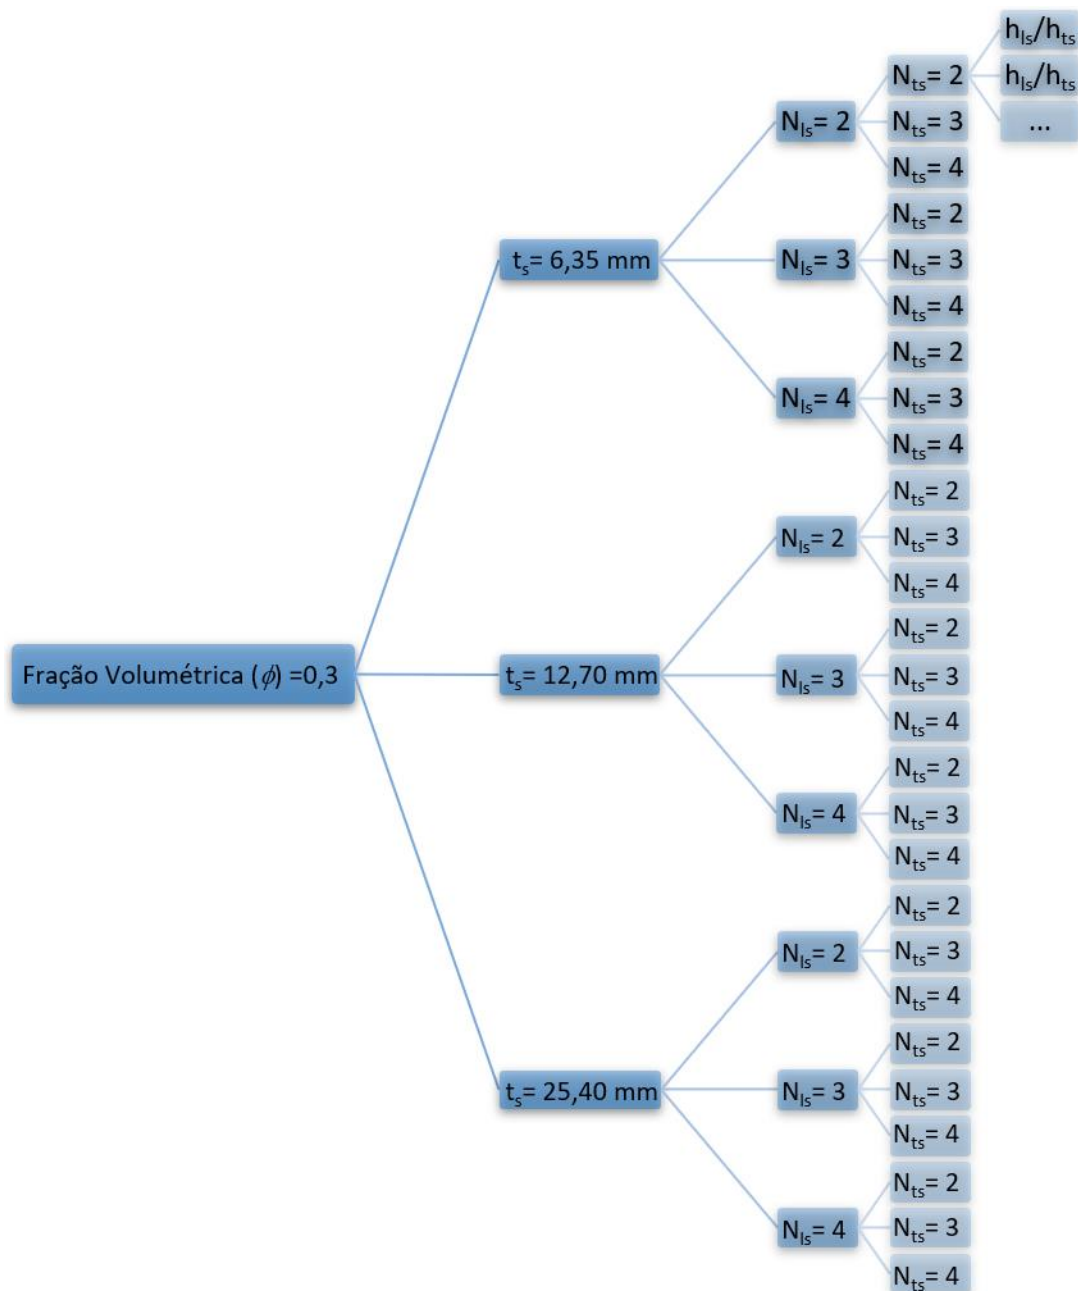 h_ls/h_ts
N_ts= 2
h_ls/h_ts
N_ls= 2
N_ts= 3
...
N_ts= 4
N_ts= 2
t_s= 6,35 mm
N_ls= 3
N_ts= 3
N_ts= 4
N_ts= 2
N_ls= 4
N_ts= 3
N_ts= 4
N_ts= 2
N_ls= 2
N_ts= 3
N_ts= 4
N_ts= 2
Fração Volumétrica (ϕ) =0,3
t_s= 12,70 mm
N_ls= 3
N_ts= 3
N_ts= 4
N_ts= 2
N_ls= 4
N_ts= 3
N_ts= 4
N_ts= 2
N_ls= 2
N_ts= 3
N_ts= 4
N_ts= 2
t_s= 25,40 mm
N_ls= 3
N_ts= 3
N_ts= 4
N_ts= 2
N_ls= 4
N_ts= 3
N_ts= 4